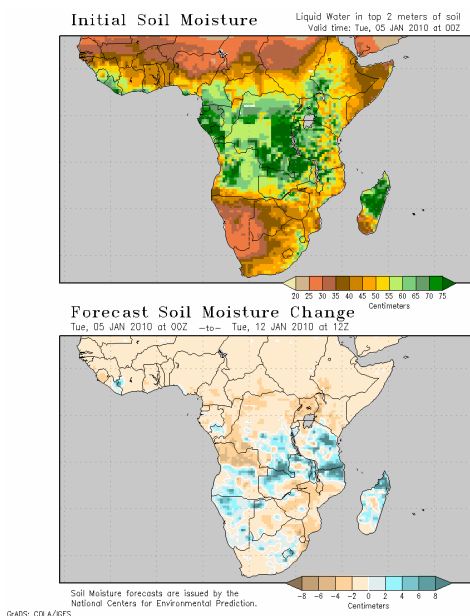 Initial Soil Moisture
Liquid Water in top 2 meters of soil
Valid time: Tue, 05 JAN 2010 at 00Z
20 25 30 35 40 45 50 55 60 65 70 75
Centimeters
Forecast Soil Moisture Change
Tue, 05 JAN 2010 at 00Z —to— Tue, 12 JAN 2010 at 12Z
Soil Moisture forecasts are issued by the
National Centers for Environmental Prediction.
-8 -6 -4 -2 0 2 4 6 8
Centimeters
GrADS: COLA/IGES